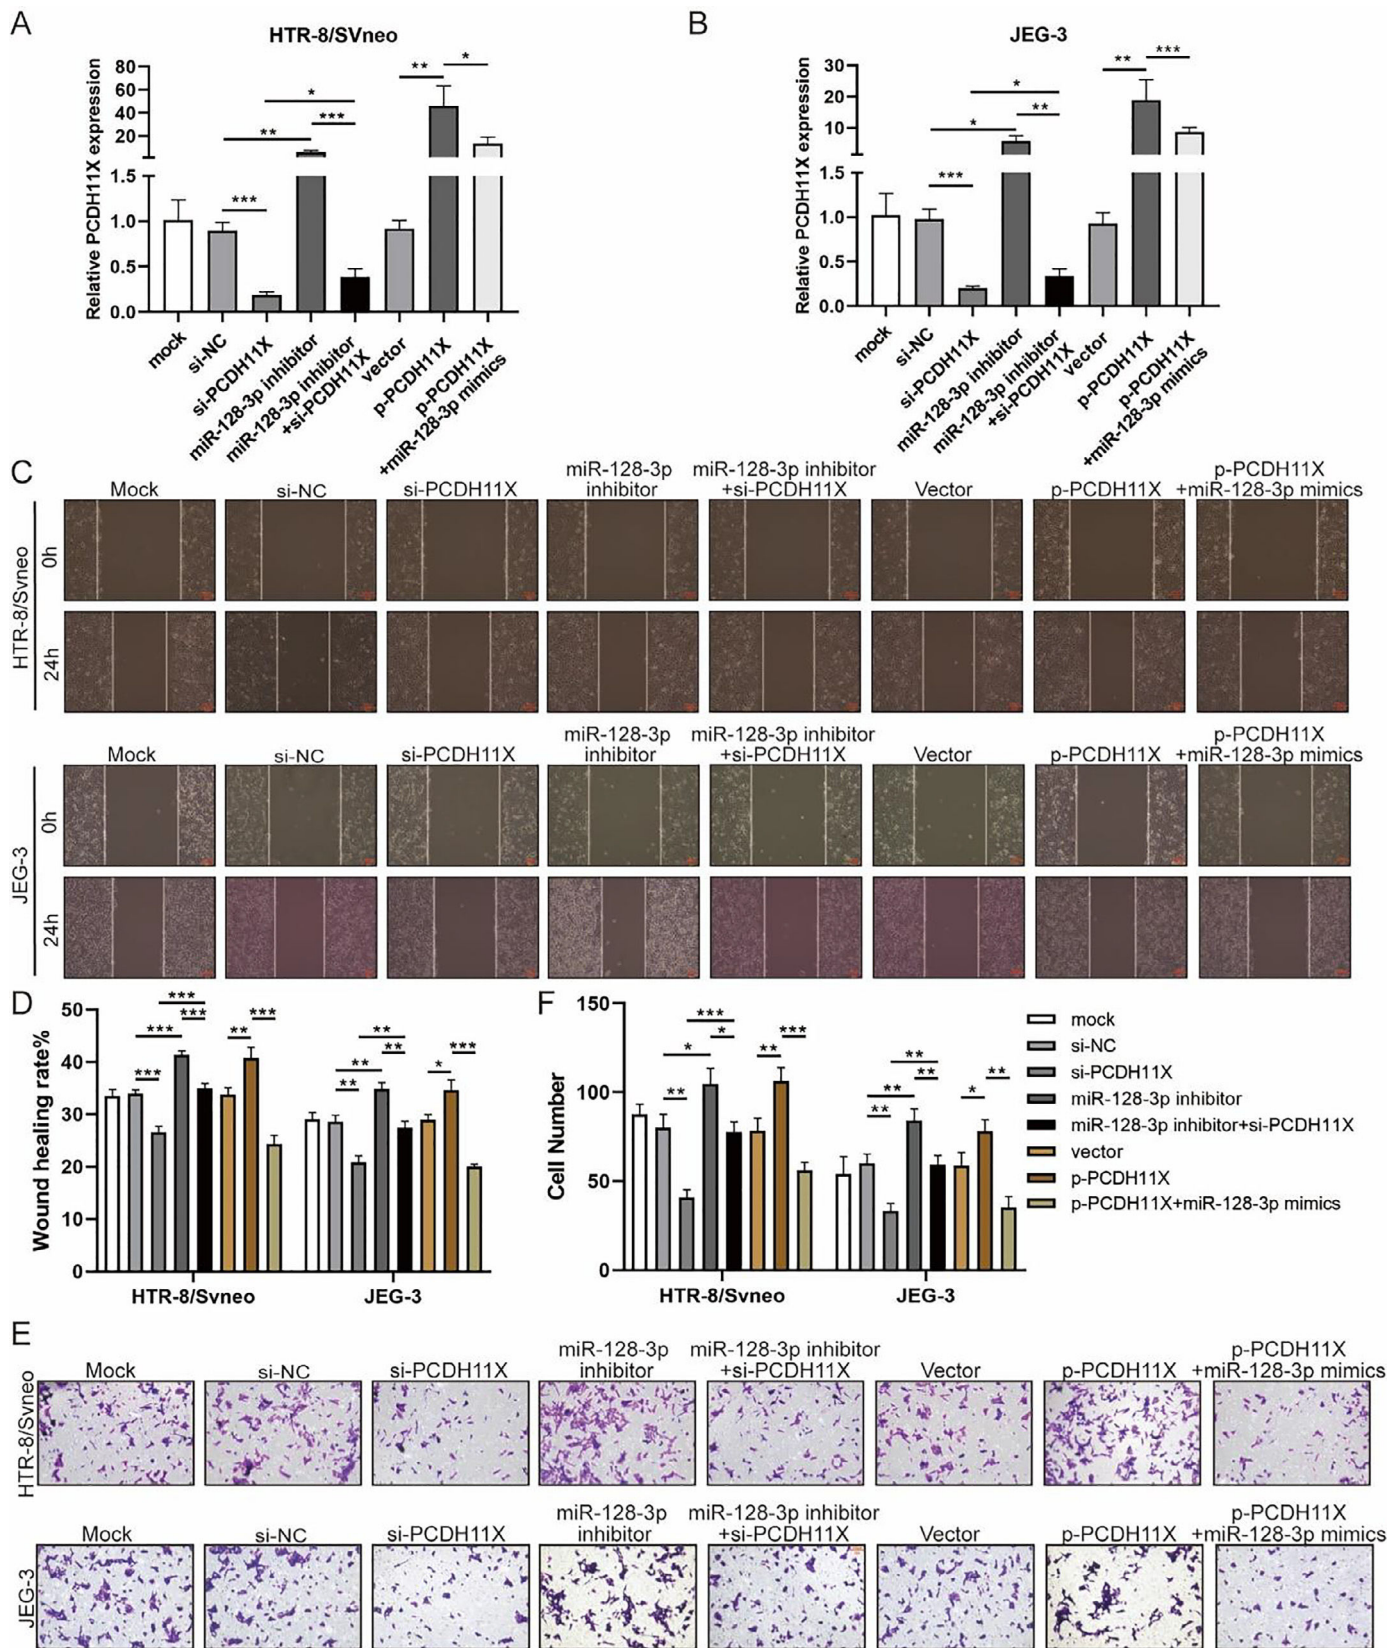 A
HTR-8/SVneo
Relative PCDH11X expression
80
60
40
20
1.5
1.0
0.5
0.0
*
**
*
***
**
***
mock
si-NC
si-PCDH11X
miR-128-3p inhibitor
miR-128-3p inhibitor
+si-PCDH11X
vector
p-PCDH11X
p-PCDH11X
+miR-128-3p mimics
B
JEG-3
Relative PCDH11X expression
30
20
10
1.5
1.0
0.5
0.0
***
**
*
**
*
***
mock
si-NC
si-PCDH11X
miR-128-3p inhibitor
miR-128-3p inhibitor
+si-PCDH11X
vector
p-PCDH11X
p-PCDH11X
+miR-128-3p mimics
C
Mock
si-NC
si-PCDH11X
miR-128-3p
inhibitor
miR-128-3p inhibitor
+si-PCDH11X
Vector
p-PCDH11X
p-PCDH11X
+miR-128-3p mimics
HTR-8/Svneo
0h
24h
Mock
si-NC
si-PCDH11X
miR-128-3p
inhibitor
miR-128-3p inhibitor
+si-PCDH11X
Vector
p-PCDH11X
p-PCDH11X
+miR-128-3p mimics
JEG-3
0h
24h
D
Wound healing rate%
50
40
30
20
10
0
***
***
***
***
**
***
**
**
**
**
*
***
HTR-8/Svneo
JEG-3
F
Cell Number
150
100
50
0
***
*
*
**
**
***
**
**
**
**
*
**
HTR-8/Svneo
JEG-3
mock
si-NC
si-PCDH11X
miR-128-3p inhibitor
miR-128-3p inhibitor+si-PCDH11X
vector
p-PCDH11X
p-PCDH11X+miR-128-3p mimics
E
Mock
si-NC
si-PCDH11X
miR-128-3p
inhibitor
miR-128-3p inhibitor
+si-PCDH11X
Vector
p-PCDH11X
p-PCDH11X
+miR-128-3p mimics
HTR-8/Svneo
Mock
si-NC
si-PCDH11X
miR-128-3p
inhibitor
miR-128-3p inhibitor
+si-PCDH11X
Vector
p-PCDH11X
p-PCDH11X
+miR-128-3p mimics
JEG-3